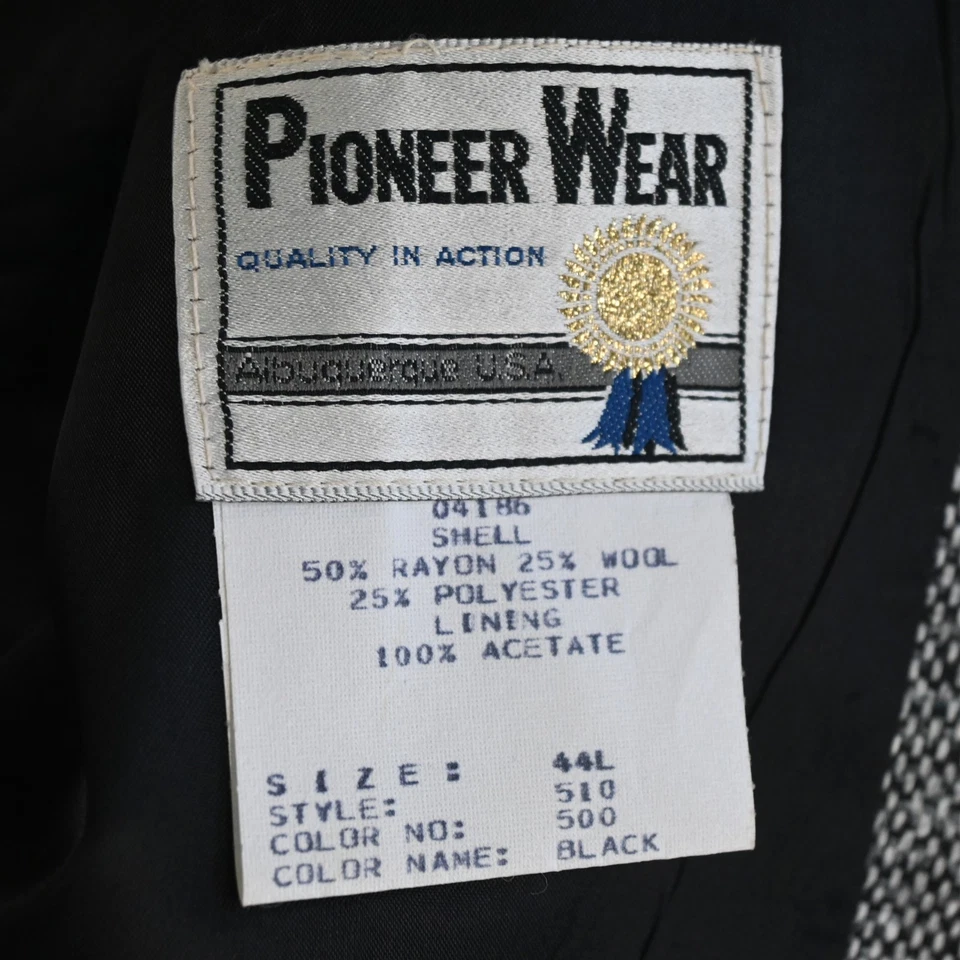 PIONEER WEAR
QUALITY IN ACTION
Albuquerque U.S.A.
04186
SHELL
50% RAYON 25% WOOL
25% POLYESTER
LINING
100% ACETATE
SIZE: 44L
STYLE: 510
COLOR NO: 500
COLOR NAME: BLACK